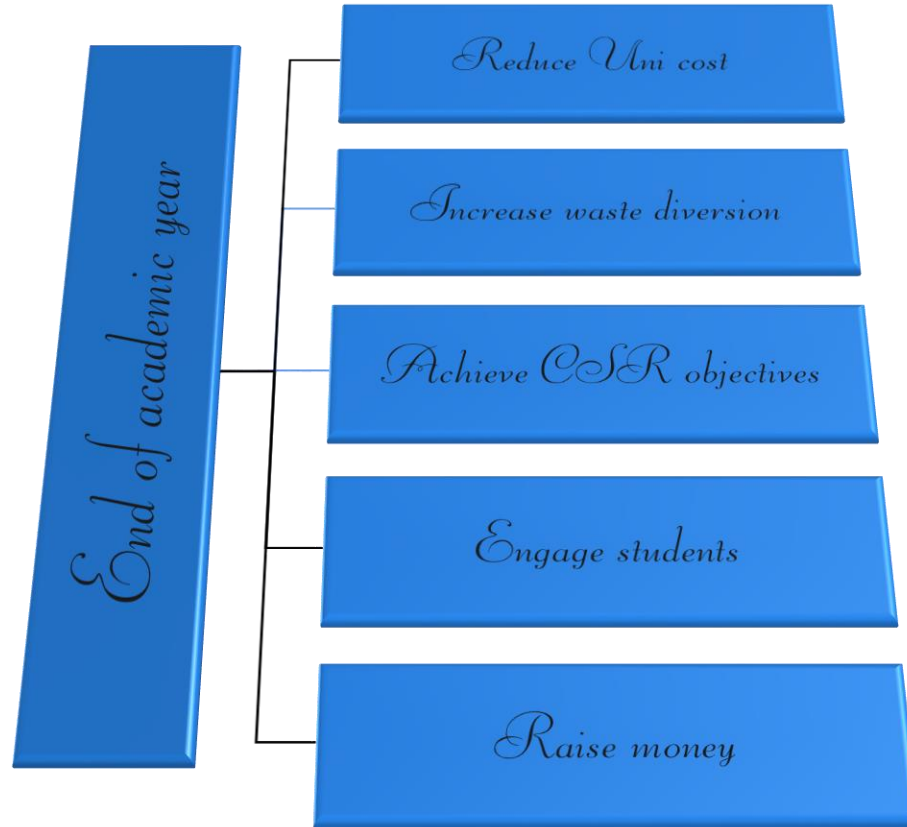 End of academic year
Reduce Uni cost
Increase waste diversion
Achieve CSR objectives
Engage students
Raise money